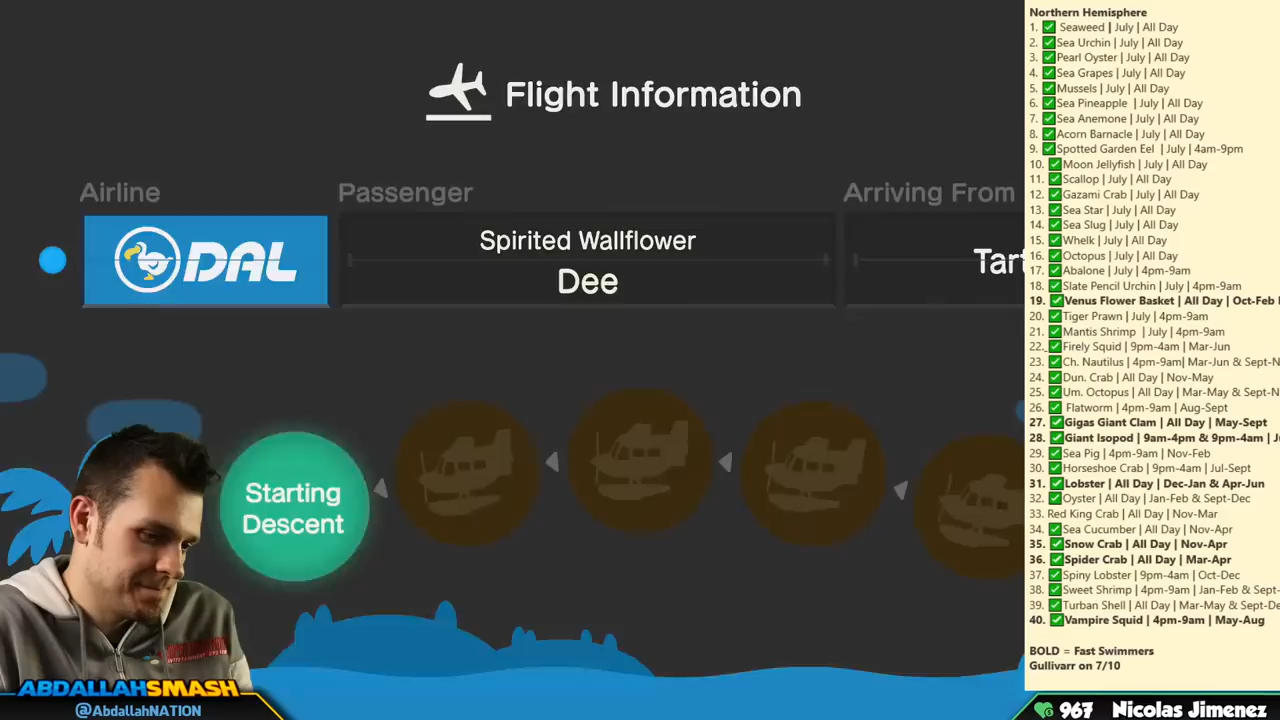 Flight Information
Airline
Passenger
Arriving From
DAL
Spirited Wallflower
Dee
Tar
Starting
Descent
ABDALLAHSMASH
@AbdallahNATION
Northern Hemisphere
1. ✅ Seaweed | July | All Day
2. ✅Sea Urchin | July | All Day
3. ✅Pearl Oyster | July | All Day
4. ✅Sea Grapes | July | All Day
5. ✅Mussels | July | All Day
6. ✅Sea Pineapple | July | All Day
7. ✅Sea Anemone | July | All Day
8. ✅Acorn Barnacle | July | All Day
9. ✅Spotted Garden Eel | July | 4am-9pm
10. ✅Moon Jellyfish | July | All Day
11. ✅Scallop | July | All Day
12. ✅Gazami Crab | July | All Day
13. ✅Sea Star | July | All Day
14. ✅Sea Slug | July | All Day
15. ✅Whelk | July | All Day
16. ✅Octopus | July | All Day
17. ✅Abalone | July | 4pm-9am
18. ✅Slate Pencil Urchin | July | 4pm-9am
19. ✅Venus Flower Basket | All Day | Oct-Feb
20. ✅Tiger Prawn | July | 4pm-9am
21. ✅Mantis Shrimp | July | 4pm-9am
22. ✅Firely Squid | 9pm-4am | Mar-Jun
23. ✅Ch. Nautilus | 4pm-9am| Mar-Jun & Sept-N
24. ✅Dun. Crab | All Day | Nov-May
25. ✅Um. Octopus | All Day | Mar-May & Sept-N
26. ✅ Flatworm | 4pm-9am | Aug-Sept
27. ✅Gigas Giant Clam | All Day | May-Sept
28. ✅Giant Isopod | 9am-4pm & 9pm-4am | J
29. ✅Sea Pig | 4pm-9am | Nov-Feb
30. ✅Horseshoe Crab | 9pm-4am | Jul-Sept
31. ✅Lobster | All Day | Dec-Jan & Apr-Jun
32. ✅Oyster | All Day | Jan-Feb & Sept-Dec
33. Red King Crab | All Day | Nov-Mar
34. ✅Sea Cucumber | All Day | Nov-Apr
35. ✅Snow Crab | All Day | Nov-Apr
36. ✅Spider Crab | All Day | Mar-Apr
37. ✅Spiny Lobster | 9pm-4am | Oct-Dec
38. ✅Sweet Shrimp | 4pm-9am | Jan-Feb & Sept-
39. ✅Turban Shell | All Day | Mar-May & Sept-De
40. ✅Vampire Squid | 4pm-9am | May-Aug
BOLD = Fast Swimmers
Gullivarr on 7/10
967 Nicolas Jimenez